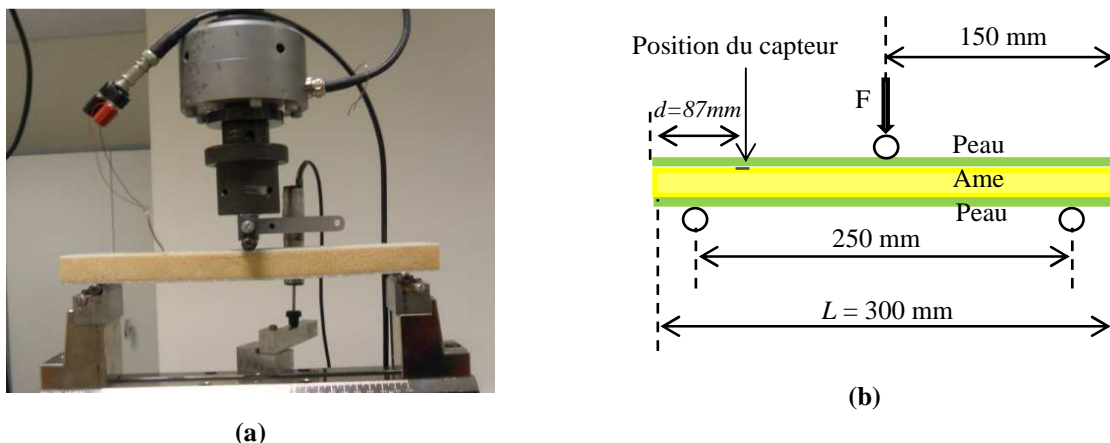 Position du capteur
150 mm
F
d=87mm
Peau
Ame
Peau
250 mm
L = 300 mm
(a)
(b)